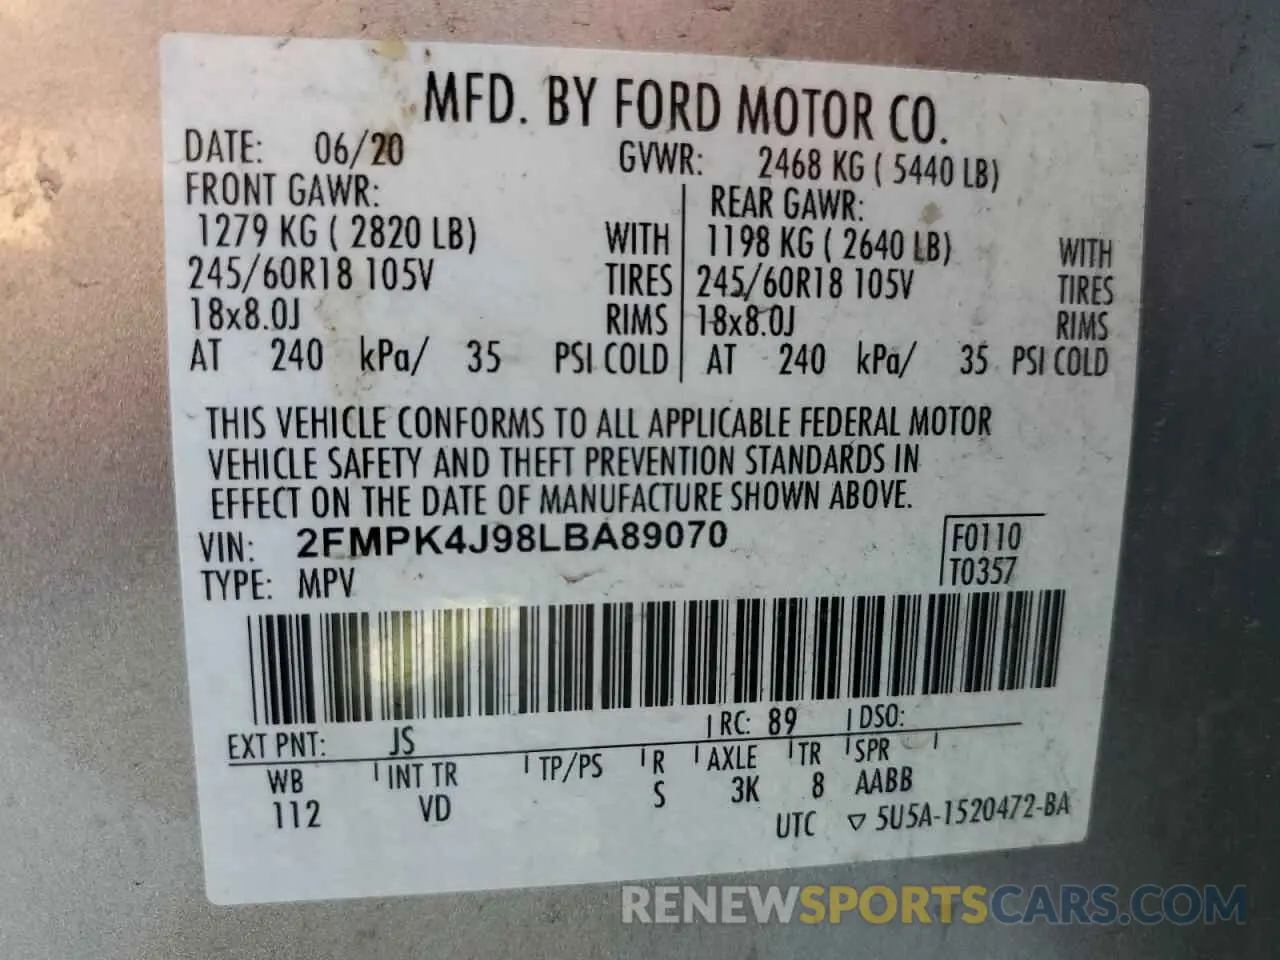 MFD. BY FORD MOTOR CO.
DATE: 06/20 GVWR: 2468 KG ( 5440 LB)
FRONT GAWR: REAR GAWR:
1279 KG ( 2820 LB) WITH 1198 KG ( 2640 LB) WITH
245/60R18 105V TIRES 245/60R18 105V TIRES
18x8.0J RIMS 18x8.0J RIMS
AT 240 kPa/ 35 PSI COLD AT 240 kPa/ 35 PSI COLD
THIS VEHICLE CONFORMS TO ALL APPLICABLE FEDERAL MOTOR
VEHICLE SAFETY AND THEFT PREVENTION STANDARDS IN
EFFECT ON THE DATE OF MANUFACTURE SHOWN ABOVE.
VIN: 2FMPK4J98LBA89070 F0110
TYPE: MPV T0357
EXT PNT: JS RC: 89 DSO:
WB INT TR TP/PS R AXLE TR SPR
112 VD S 3K 8 AABB
UTC ▽ 5U5A-1520472-BA
RENEWSPORTSCARS.COM